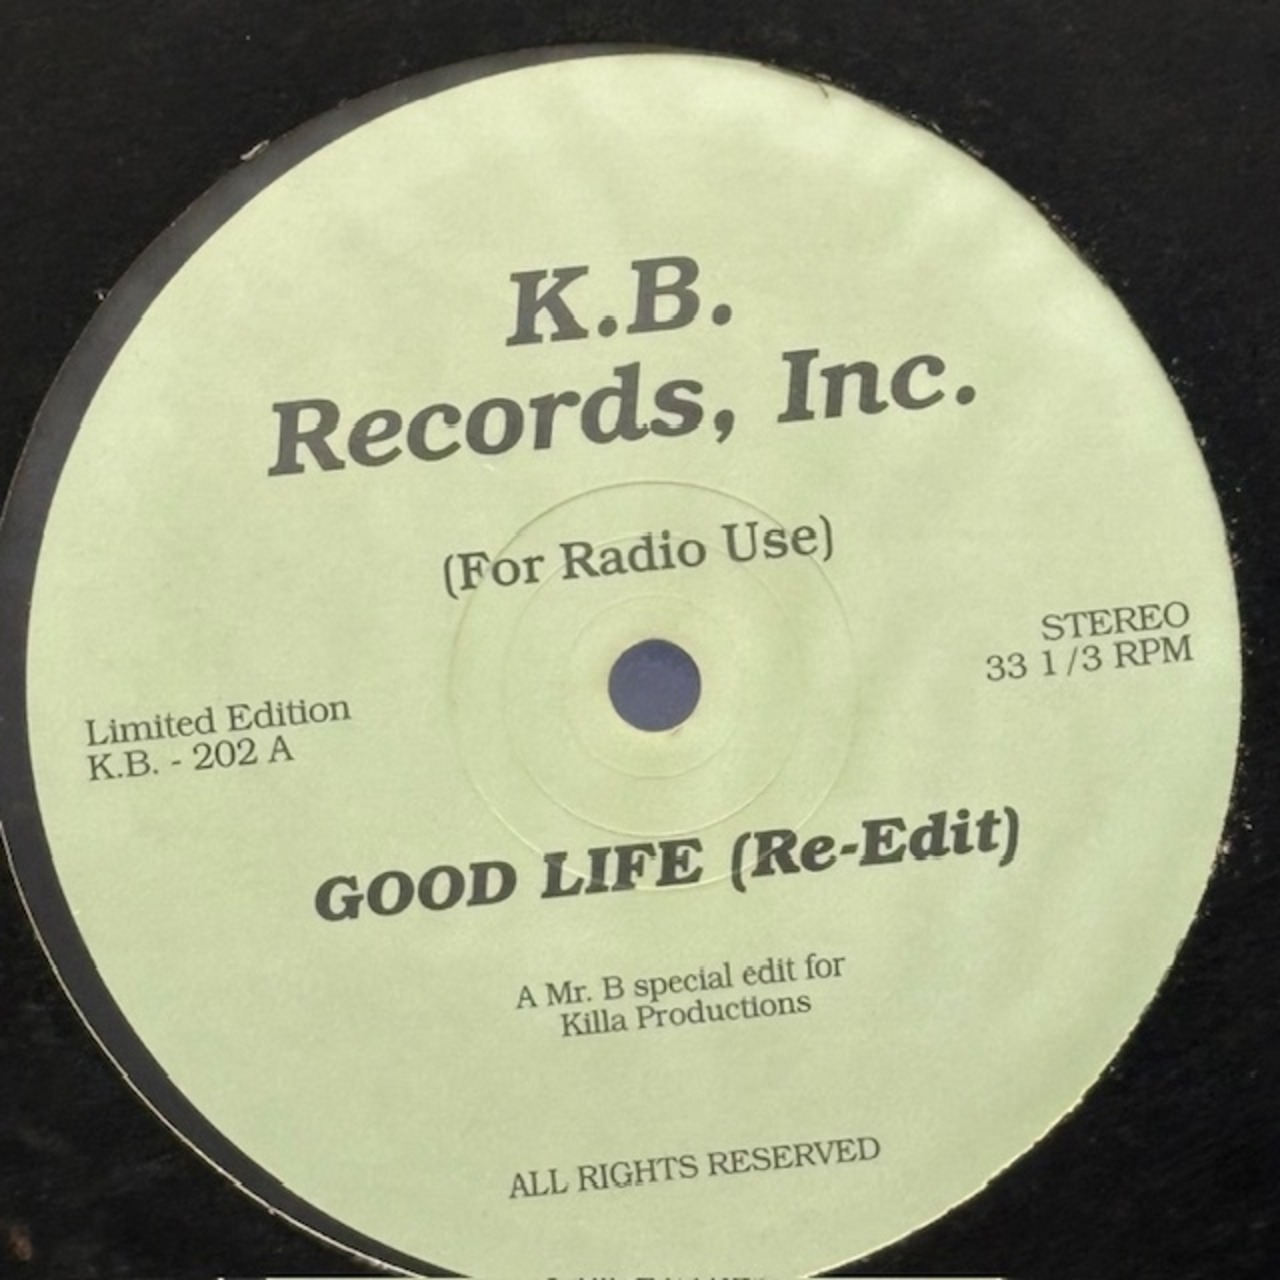 K.B.
Records, Inc.
(For Radio Use)
STEREO
33 1/3 RPM
Limited Edition
K.B. - 202 A
GOOD LIFE (Re-Edit)
A Mr. B special edit for
Killa Productions
ALL RIGHTS RESERVED